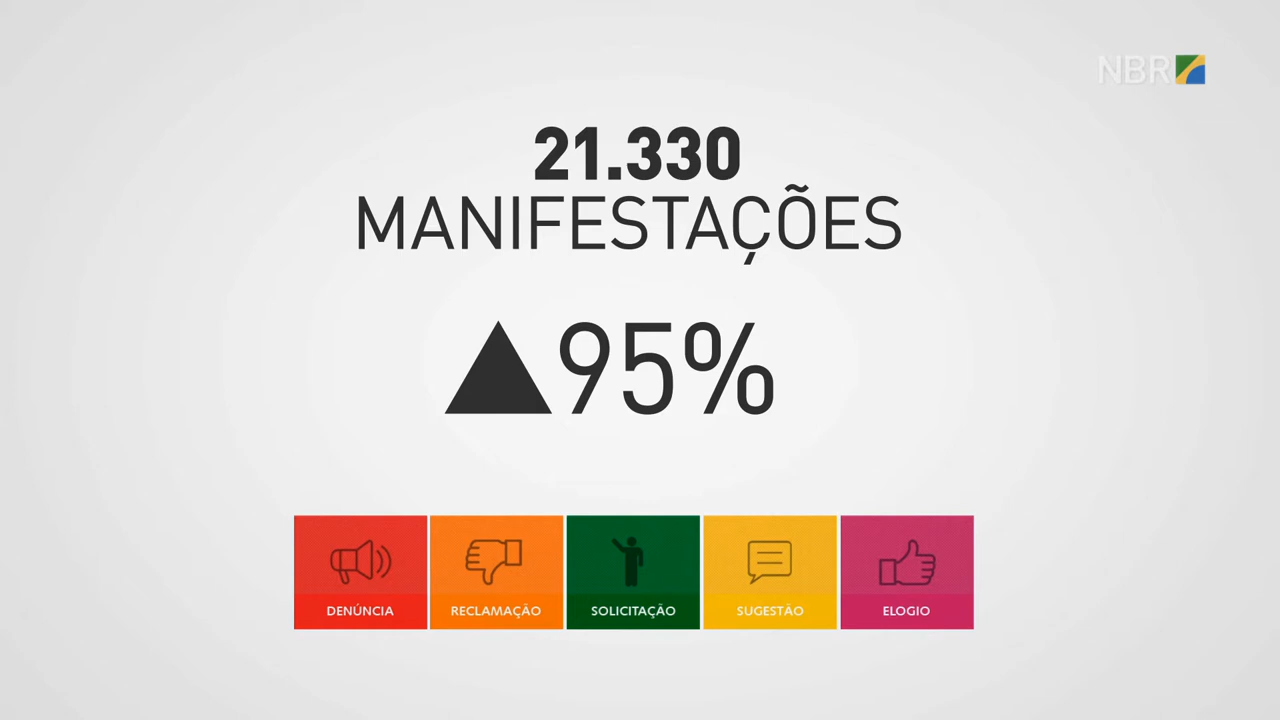 NBR
21.330
MANIFESTAÇÕES
▲95%
DENÚNCIA
RECLAMAÇÃO
SOLICITAÇÃO
SUGESTÃO
ELOGIO